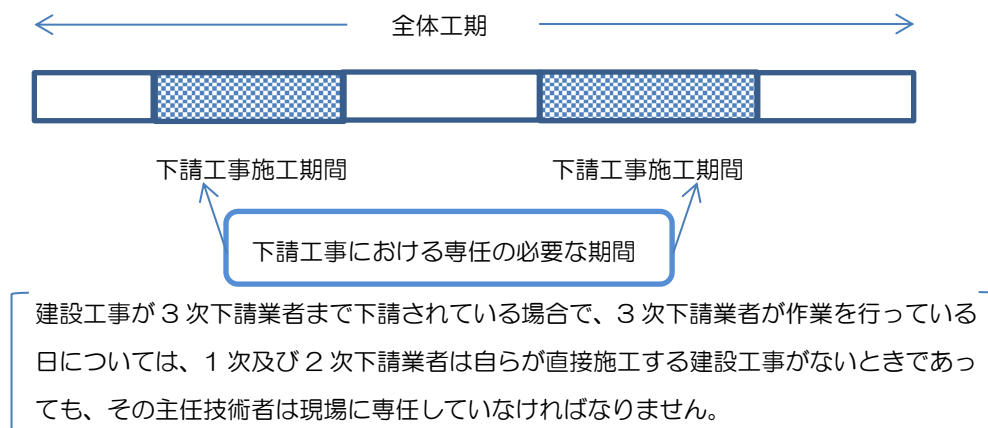 全体工期
下請工事施工期間 下請工事施工期間
下請工事における専任の必要な期間
建設工事が3次下請業者まで下請されている場合で、3次下請業者が作業を行っている
日については、1次及び2次下請業者は自らが直接施工する建設工事がないときであっ
ても、その主任技術者は現場に専任していなければなりません。